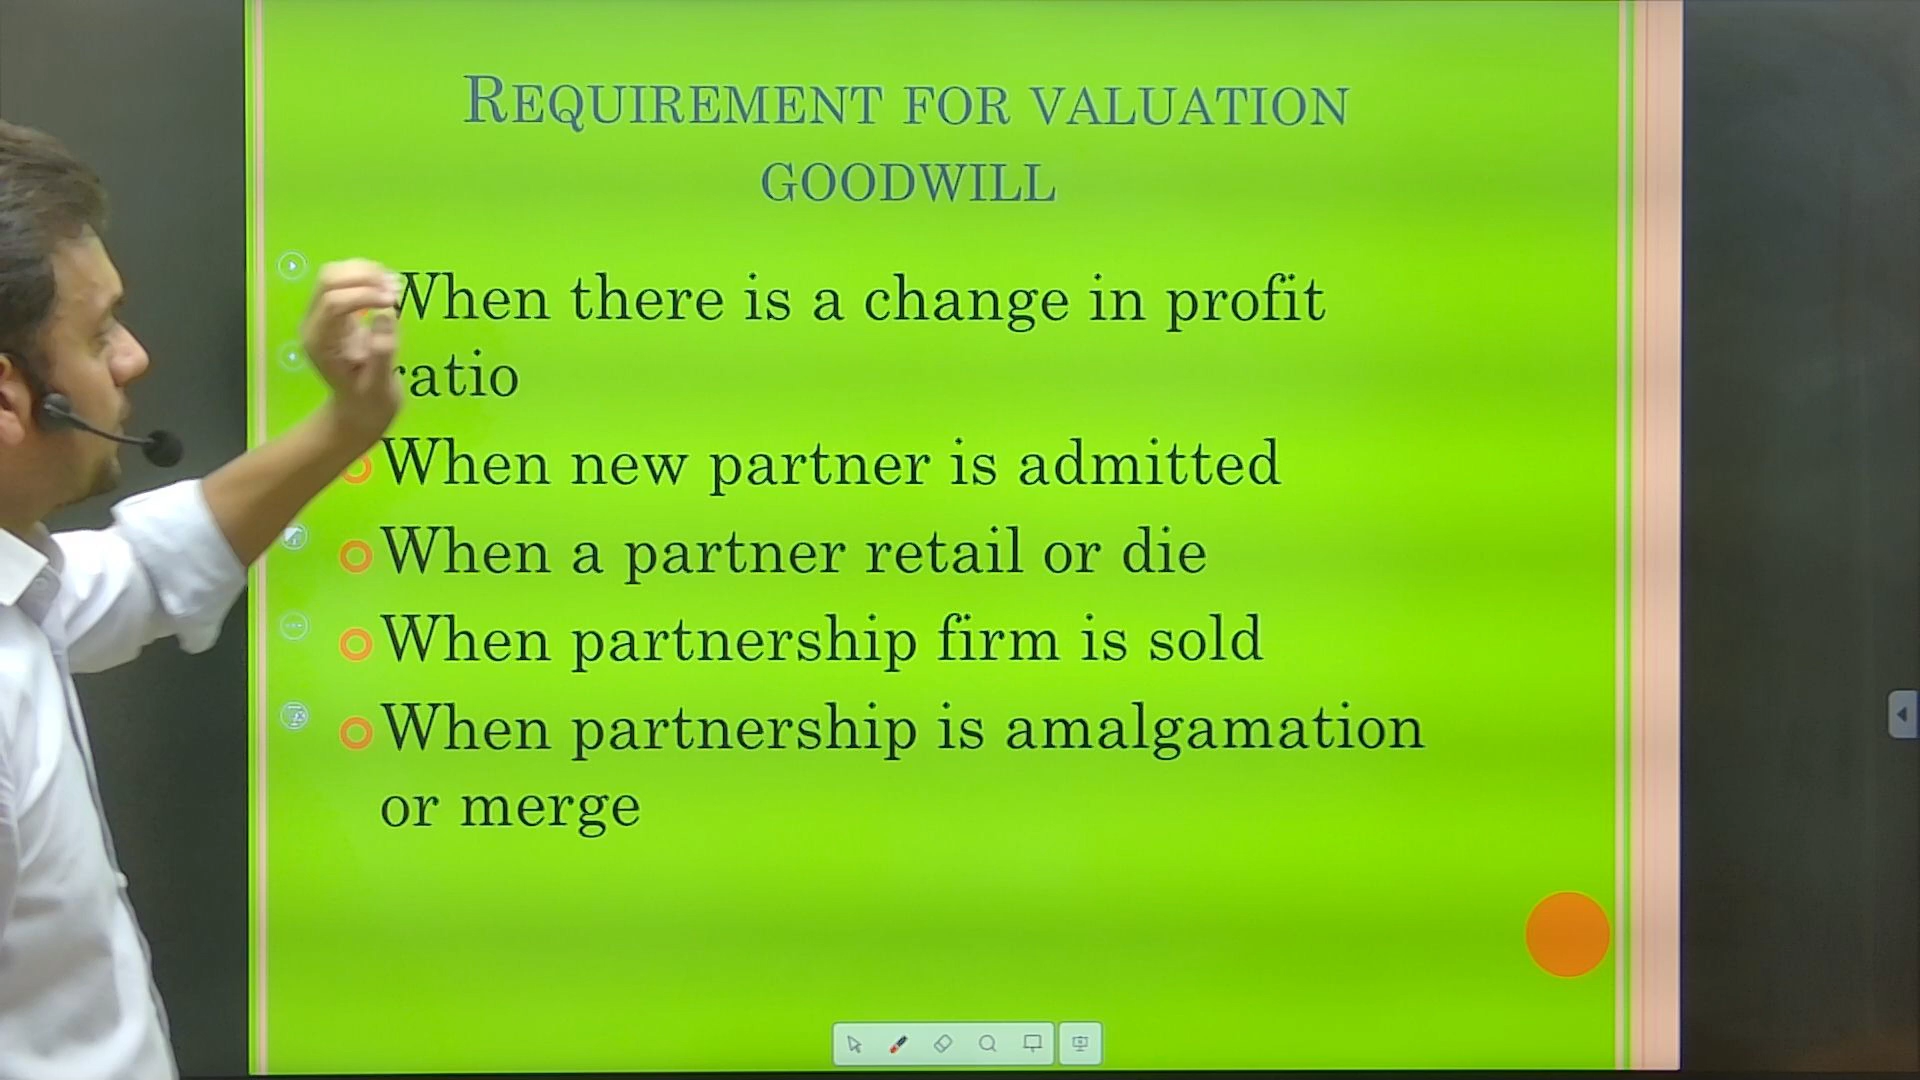 REQUIREMENT FOR VALUATION
GOODWILL
When there is a change in profit
ratio
When new partner is admitted
When a partner retail or die
When partnership firm is sold
When partnership is amalgamation
or merge